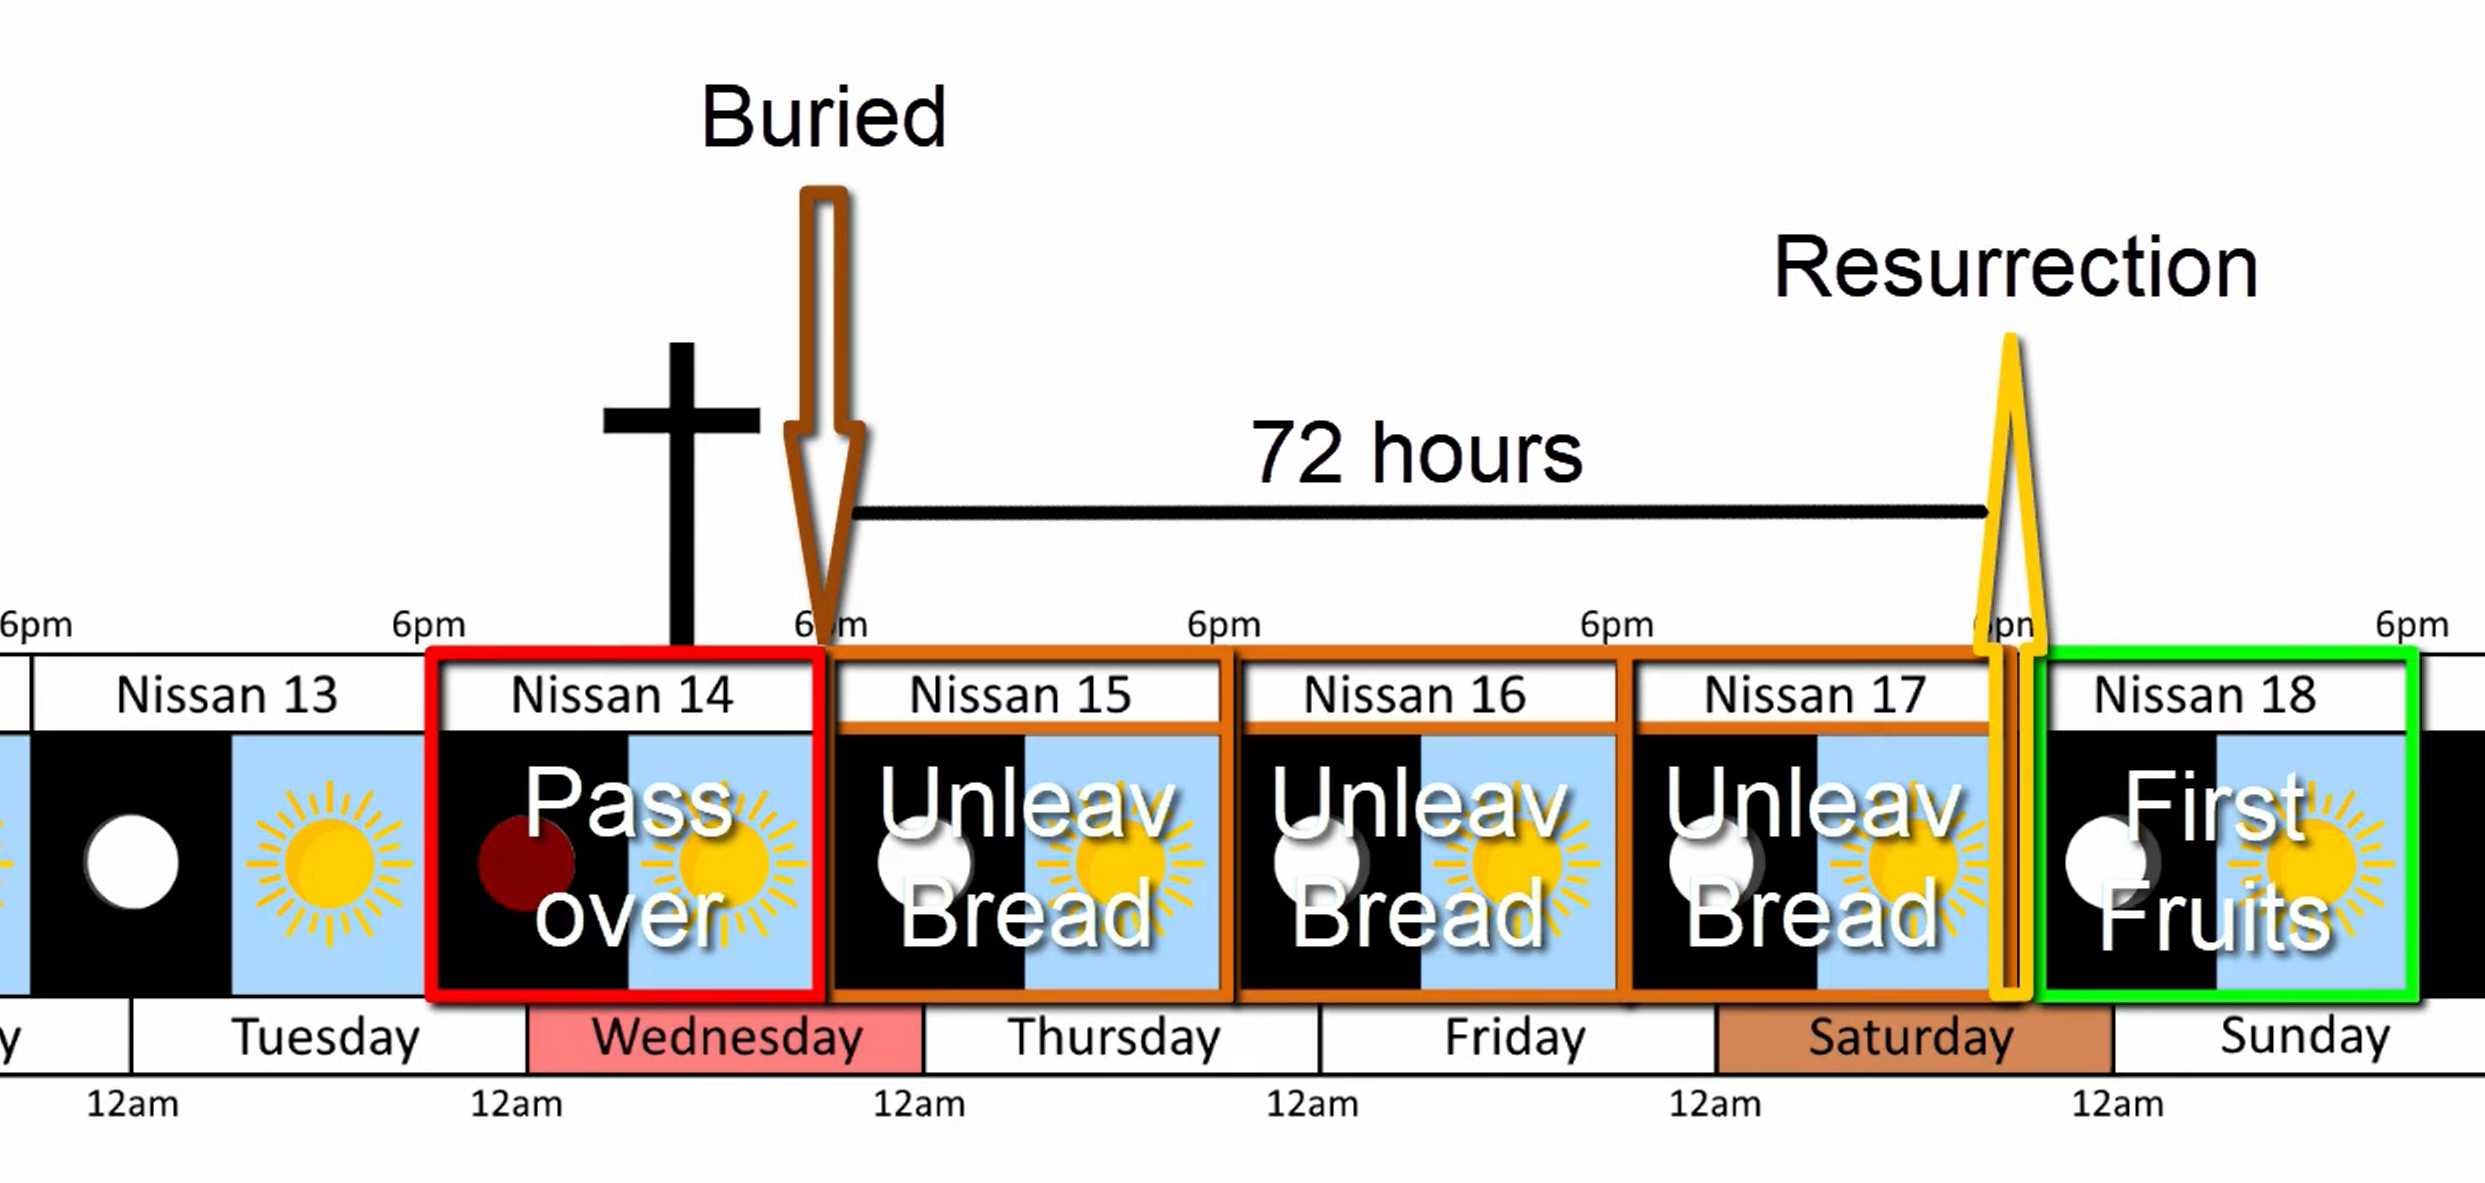 Buried
Resurrection
72 hours
6pm 6pm 6pm 6pm 6pm 6pm 6pm
Nissan 13 Nissan 14 Nissan 15 Nissan 16 Nissan 17 Nissan 18
Pass Unleav Unleav Unleav First
over Bread Bread Bread Fruits
y Tuesday Wednesday Thursday Friday Saturday Sunday
12am 12am 12am 12am 12am 12am